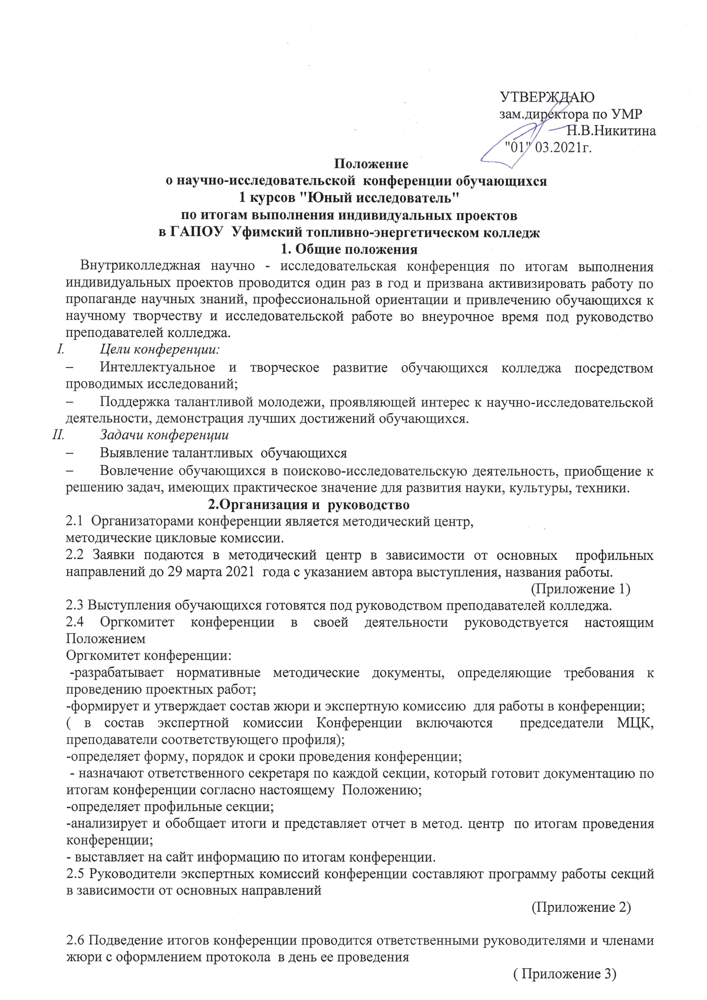 УТВЕРЖДАЮ
зам.директора по УМР
Н.В.Никитина
"01" 03.2021г.
Положение
о научно-исследовательской конференции обучающихся
1 курсов "Юный исследователь"
по итогам выполнения индивидуальных проектов
в ГАПОУ Уфимский топливно-энергетическом колледж
1. Общие положения
Внутриколледжная научно - исследовательская конференция по итогам выполнения
индивидуальных проектов проводится один раз в год и призвана активизировать работу по
пропаганде научных знаний, профессиональной ориентации и привлечению обучающихся к
научному творчеству и исследовательской работе во внеурочное время под руководство
преподавателей колледжа.
I. Цели конференции:
– Интеллектуальное и творческое развитие обучающихся колледжа посредством
проводимых исследований;
– Поддержка талантливой молодежи, проявляющей интерес к научно-исследовательской
деятельности, демонстрация лучших достижений обучающихся.
II. Задачи конференции
– Выявление талантливых обучающихся
– Вовлечение обучающихся в поисково-исследовательскую деятельность, приобщение к
решению задач, имеющих практическое значение для развития науки, культуры, техники.
2.Организация и руководство
2.1 Организаторами конференции является методический центр,
методические цикловые комиссии.
2.2 Заявки подаются в методический центр в зависимости от основных профильных
направлений до 29 марта 2021 года с указанием автора выступления, названия работы.
(Приложение 1)
2.3 Выступления обучающихся готовятся под руководством преподавателей колледжа.
2.4 Оргкомитет конференции в своей деятельности руководствуется настоящим
Положением
Оргкомитет конференции:
-разрабатывает нормативные методические документы, определяющие требования к
проведению проектных работ;
-формирует и утверждает состав жюри и экспертную комиссию для работы в конференции;
( в состав экспертной комиссии Конференции включаются председатели МЦК,
преподаватели соответствующего профиля);
-определяет форму, порядок и сроки проведения конференции;
- назначают ответственного секретаря по каждой секции, который готовит документацию по
итогам конференции согласно настоящему Положению;
-определяет профильные секции;
-анализирует и обобщает итоги и представляет отчет в метод. центр по итогам проведения
конференции;
- выставляет на сайт информацию по итогам конференции.
2.5 Руководители экспертных комиссий конференции составляют программу работы секций
в зависимости от основных направлений
(Приложение 2)
2.6 Подведение итогов конференции проводится ответственными руководителями и членами
жюри с оформлением протокола в день ее проведения
( Приложение 3)